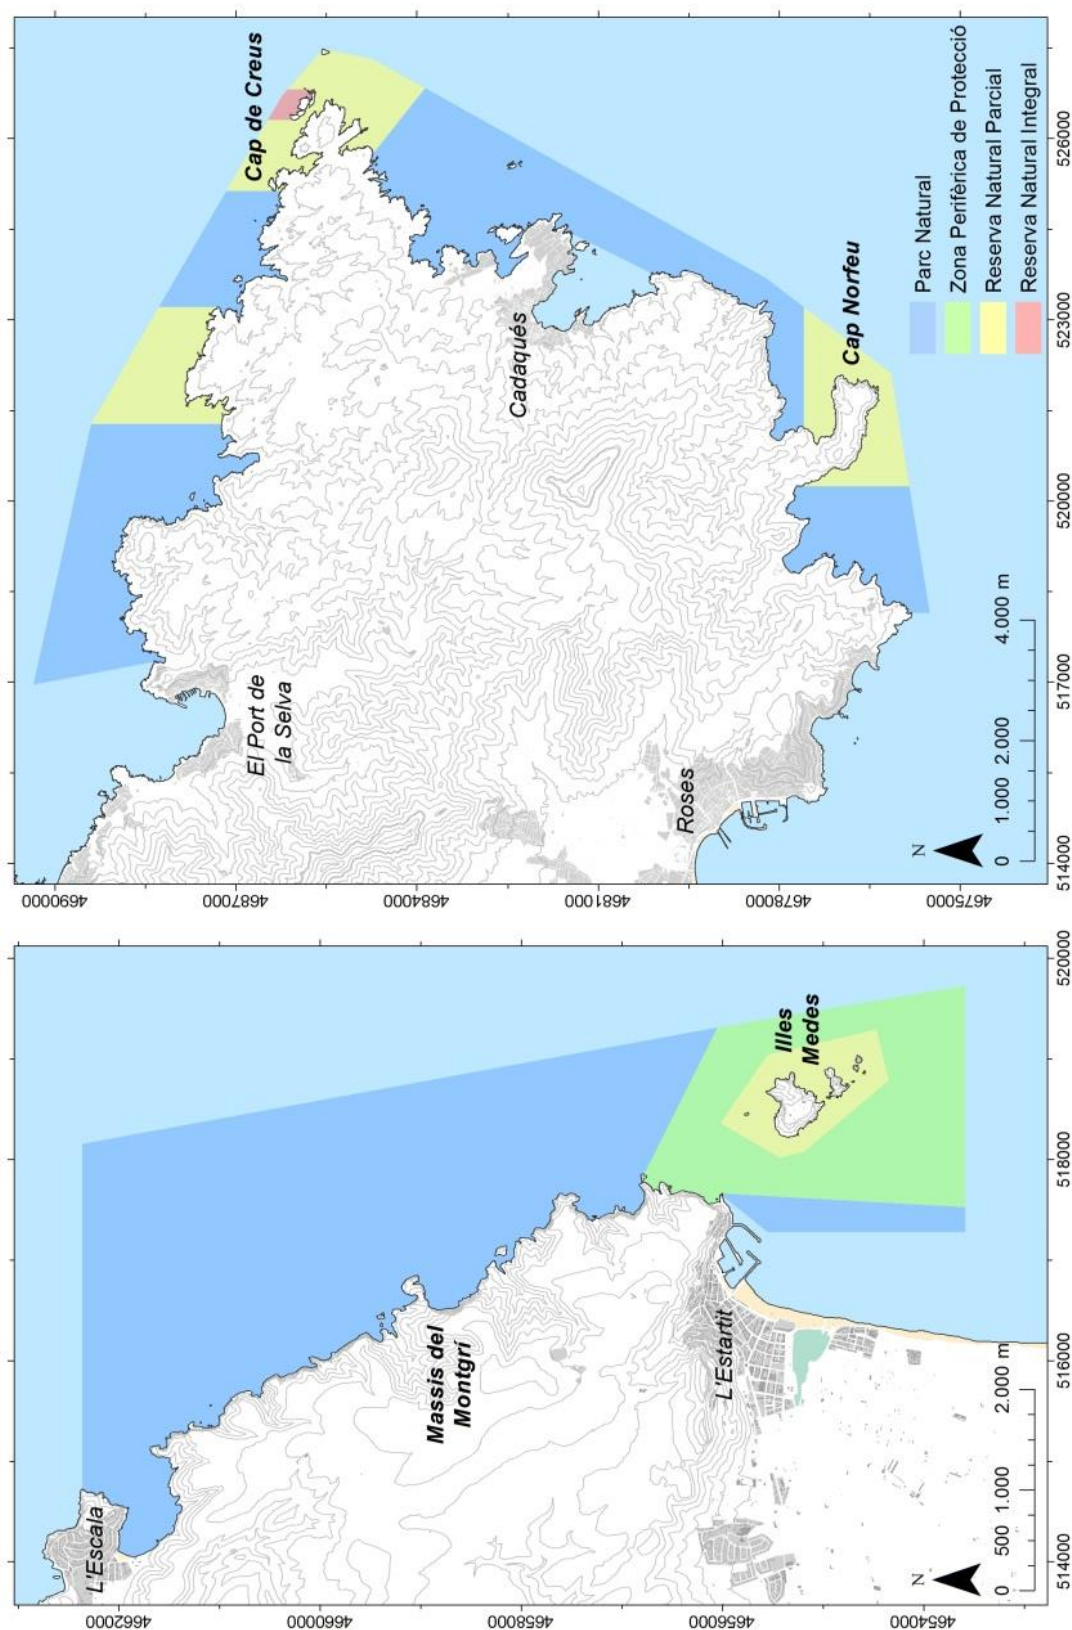 L'Escala
Massís del
Montgrí
L'Estartit
Illes
Medes
N
0 500 1.000 2.000 m
4662000
4660000
4658000
4656000
4654000
514000
516000
518000
520000
Cap de Creus
El Port de
la Selva
Cadaqués
Roses
Cap Norfeu
N
0 1.000 2.000 4.000 m
Parc Natural
Zona Perifèrica de Protecció
Reserva Natural Parcial
Reserva Natural Integral
4690000
4687000
4684000
4681000
4678000
4675000
514000
517000
520000
523000
526000